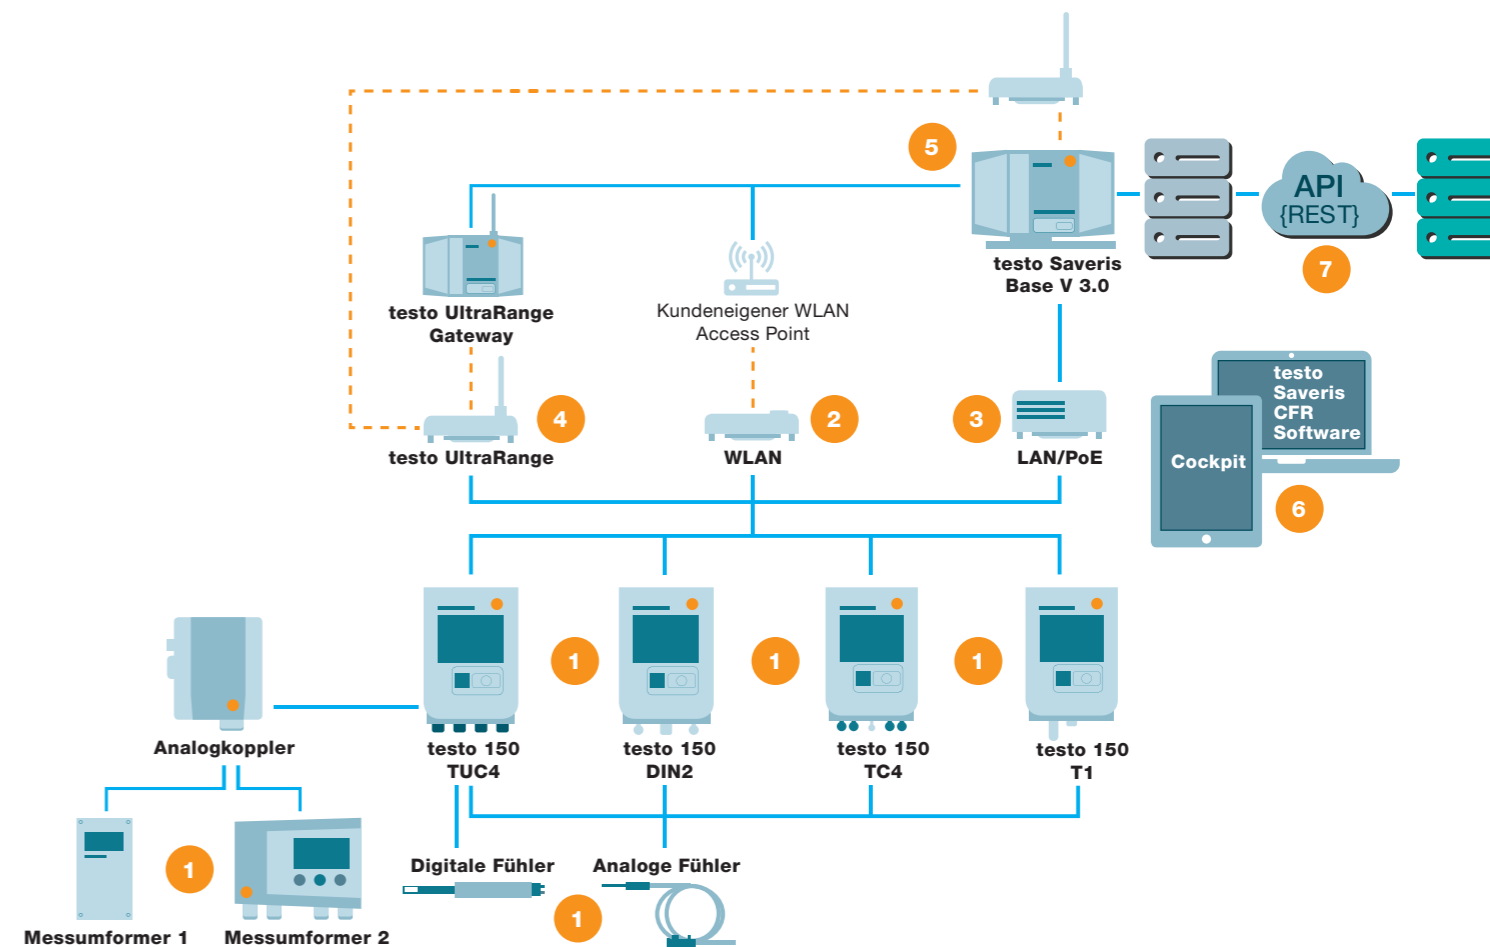 5
API
{REST}
7
testo Saveris
Base V 3.0
testo UltraRange
Gateway
Kundeneigener WLAN
Access Point
testo
Saveris
CFR
Software
Cockpit
6
4
2
3
testo UltraRange
WLAN
LAN/PoE
1
1
1
Analogkoppler
testo 150
TUC4
testo 150
DIN2
testo 150
TC4
testo 150
T1
Digitale Fühler
Analoge Fühler
1
1
Messumformer 1
Messumformer 2